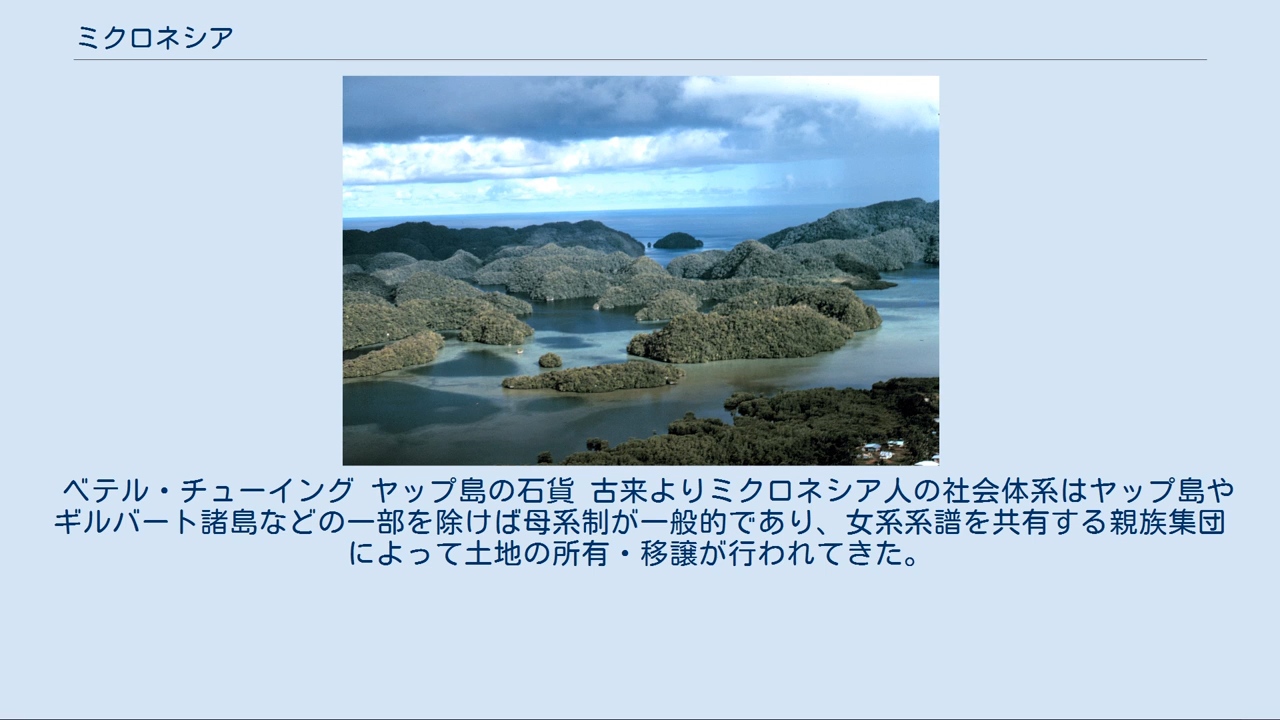 ミクロネシア
ベテル・チューイング ヤップ島の石貨 古来よりミクロネシア人の社会体系はヤップ島や
ギルバート諸島などの一部を除けば母系制が一般的であり、女系系譜を共有する親族集団
によって土地の所有・移譲が行われてきた。